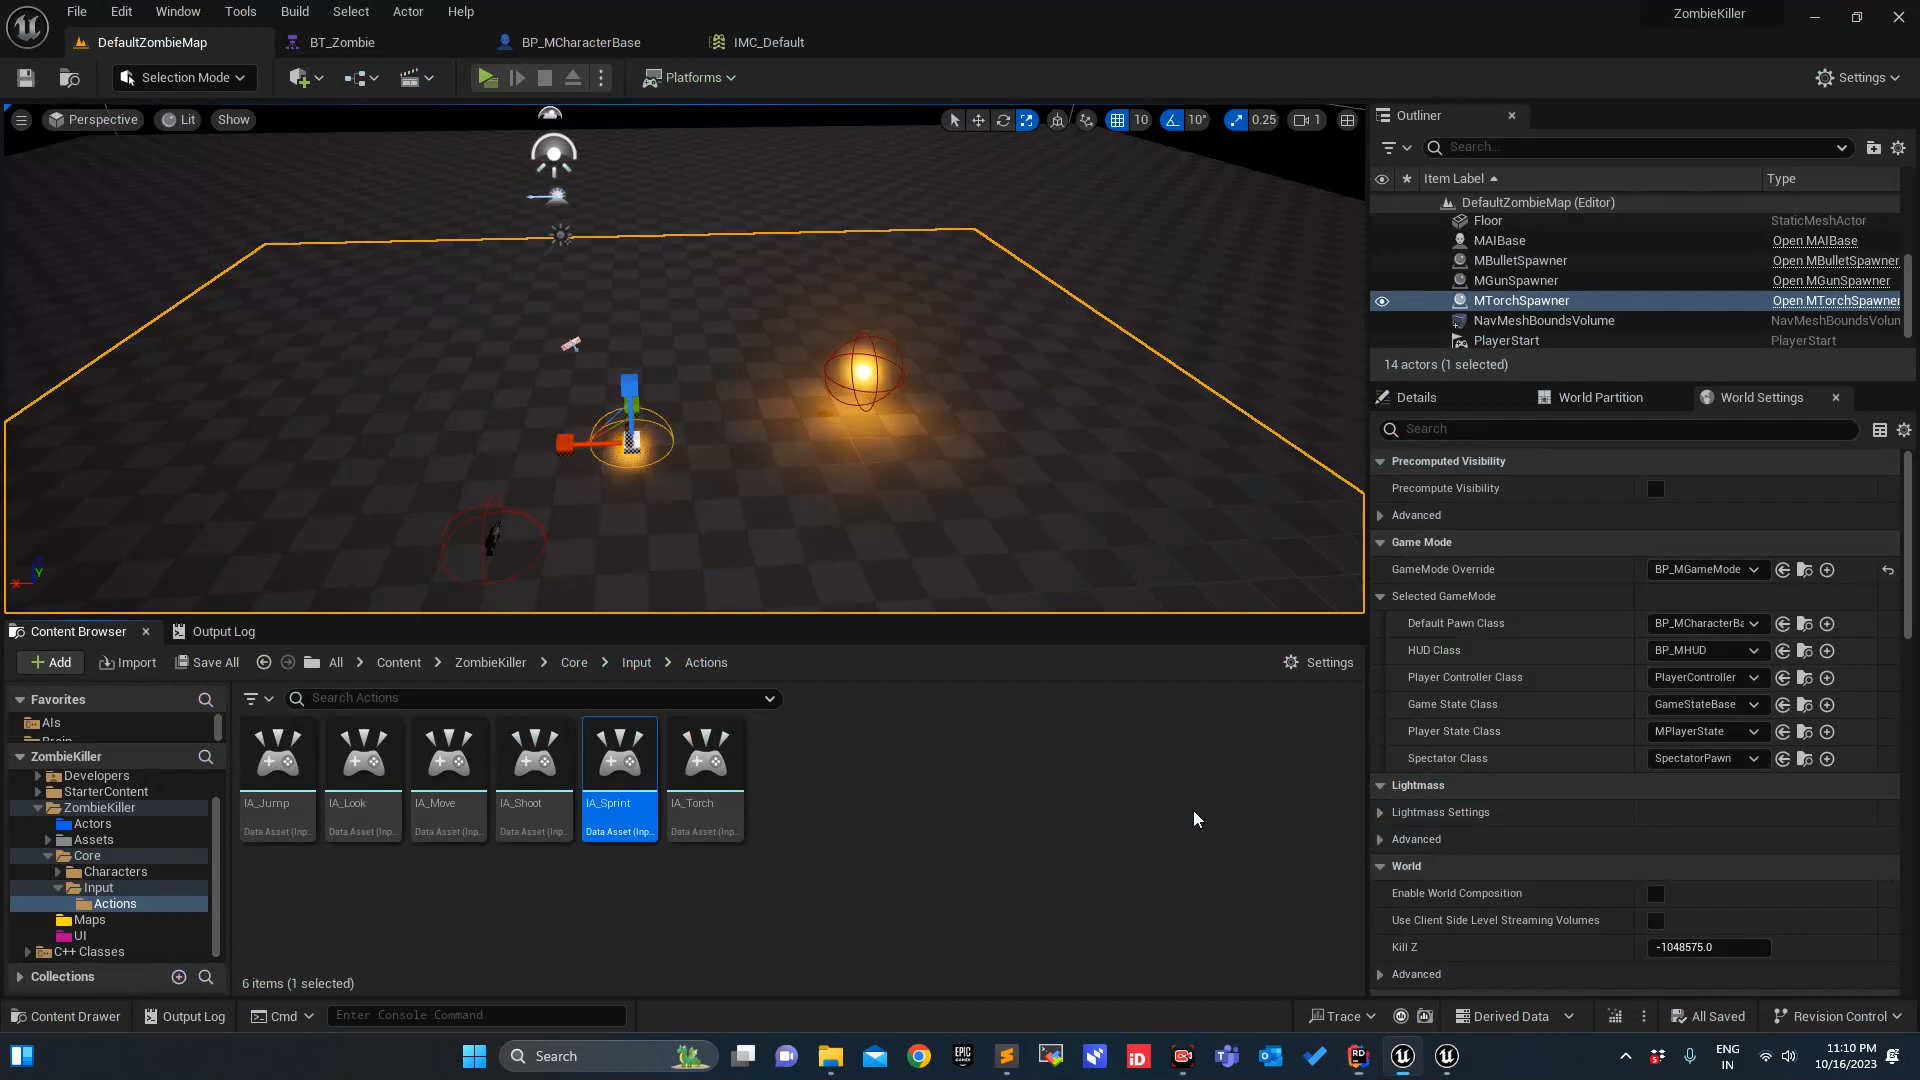 File Edit Window Tools Build Select Actor Help
ZombieKiller
DefaultZombieMap
BT_Zombie
BP_MCharacterBase
IMC_Default
Selection Mode
Platforms
Settings
Perspective
Lit
Show
10
10°
0.25
1
Outliner
Search...
Item Label
Type
DefaultZombieMap (Editor)
Floor StaticMeshActor
MAIBase Open MAIBase
MBulletSpawner Open MBulletSpawner
MGunSpawner Open MGunSpawner
MTorchSpawner Open MTorchSpawner
NavMeshBoundsVolume NavMeshBoundsVolun
PlayerStart PlayerStart
14 actors (1 selected)
Details
World Partition
World Settings
Search
Precomputed Visibility
Precompute Visibility
Advanced
Game Mode
GameMode Override BP_MGameMode
Selected GameMode
Default Pawn Class BP_MCharacterBa
HUD Class BP_MHUD
Player Controller Class PlayerController
Game State Class GameStateBase
Player State Class MPlayerState
Spectator Class SpectatorPawn
Lightmass
Lightmass Settings
Advanced
World
Enable World Composition
Use Client Side Level Streaming Volumes
Kill Z -1048575.0
Advanced
Content Browser
Output Log
Add
Import
Save All
All > Content > ZombieKiller > Core > Input > Actions
Settings
Favorites
AIs
ZombieKiller
Developers
StarterContent
ZombieKiller
Actors
Assets
Core
Characters
Input
Actions
Maps
UI
C++ Classes
Collections
Search Actions
IA_Jump IA_Look IA_Move IA_Shoot IA_Sprint IA_Torch
Data Asset (Inp.. Data Asset (Inp.. Data Asset (Inp.. Data Asset (Inp.. Data Asset (Inp.. Data Asset (Inp..
6 items (1 selected)
Content Drawer
Output Log
Cmd
Enter Console Command
Trace
Derived Data
All Saved
Revision Control
Search
ENG
IN
11:10 PM
10/16/2023